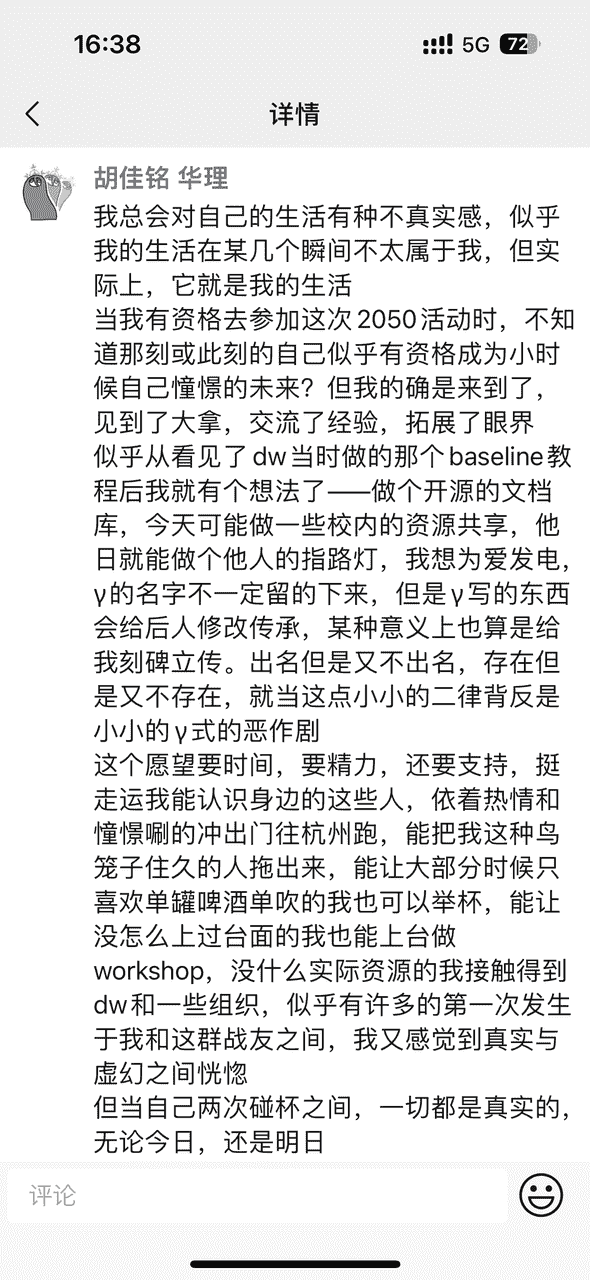 16:38
5G
72
详情
胡佳铭 华理
我总会对自己的生活有种不真实感，似乎
我的生活在某几个瞬间不太属于我，但实
际上，它就是我的生活
当我有资格去参加这次2050活动时，不知
道那刻或此刻的自己似乎有资格成为小时
候自己憧憬的未来？但我的确是来到了，
见到了大拿，交流了经验，拓展了眼界
似乎从看见了dw当时做的那个baseline教
程后我就有个想法了——做个开源的文档
库，今天可能做一些校内的资源共享，他
日就能做个他人的指路灯，我想为爱发电，
γ的名字不一定留的下来，但是γ写的东西
会给后人修改传承，某种意义上也算是给
我刻碑立传。出名但是又不出名，存在但
是又不存在，就当这点小小的二律背反是
小小的γ式的恶作剧
这个愿望要时间，要精力，还要支持，挺
走运我能认识身边的这些人，依着热情和
憧憬唰的冲出门往杭州跑，能把我这种鸟
笼子住久的人拖出来，能让大部分时候只
喜欢单罐啤酒单吹的我也可以举杯，能让
没怎么上过台面的我也能上台做
workshop，没什么实际资源的我接触得到
dw和一些组织，似乎有许多的第一次发生
于我和这群战友之间，我又感觉到真实与
虚幻之间恍惚
但当自己两次碰杯之间，一切都是真实的，
无论今日，还是明日
评论